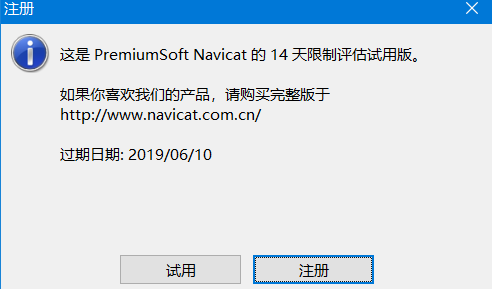 注册
这是 PremiumSoft Navicat 的 14 天限制评估试用版。
如果你喜欢我们的产品，请购买完整版于
http://www.navicat.com.cn/
过期日期: 2019/06/10
试用
注册